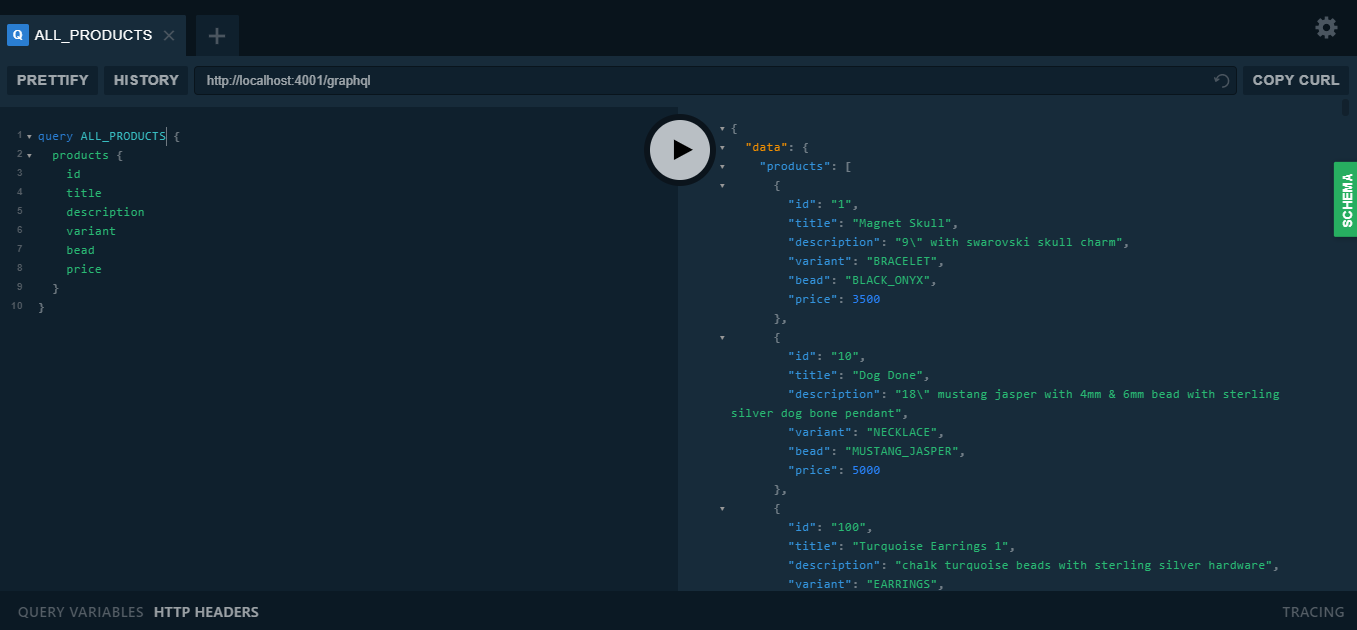 Q ALL_PRODUCTS
PRETTIFY HISTORY http://localhost:4001/graphql COPY CURL
1 query ALL_PRODUCTS {
2 products {
3 id
4 title
5 description
6 variant
7 bead
8 price
9 }
10 }
{
"data": {
"products": [
{
"id": "1",
"title": "Magnet Skull",
"description": "9\" with swarovski skull charm",
"variant": "BRACELET",
"bead": "BLACK_ONYX",
"price": 3500
},
{
"id": "10",
"title": "Dog Done",
"description": "18\" mustang jasper with 4mm & 6mm bead with sterling
silver dog bone pendant",
"variant": "NECKLACE",
"bead": "MUSTANG_JASPER",
"price": 5000
},
{
"id": "100",
"title": "Turquoise Earrings 1",
"description": "chalk turquoise beads with sterling silver hardware",
"variant": "EARRINGS",
SCHEMA
QUERY VARIABLES HTTP HEADERS TRACING